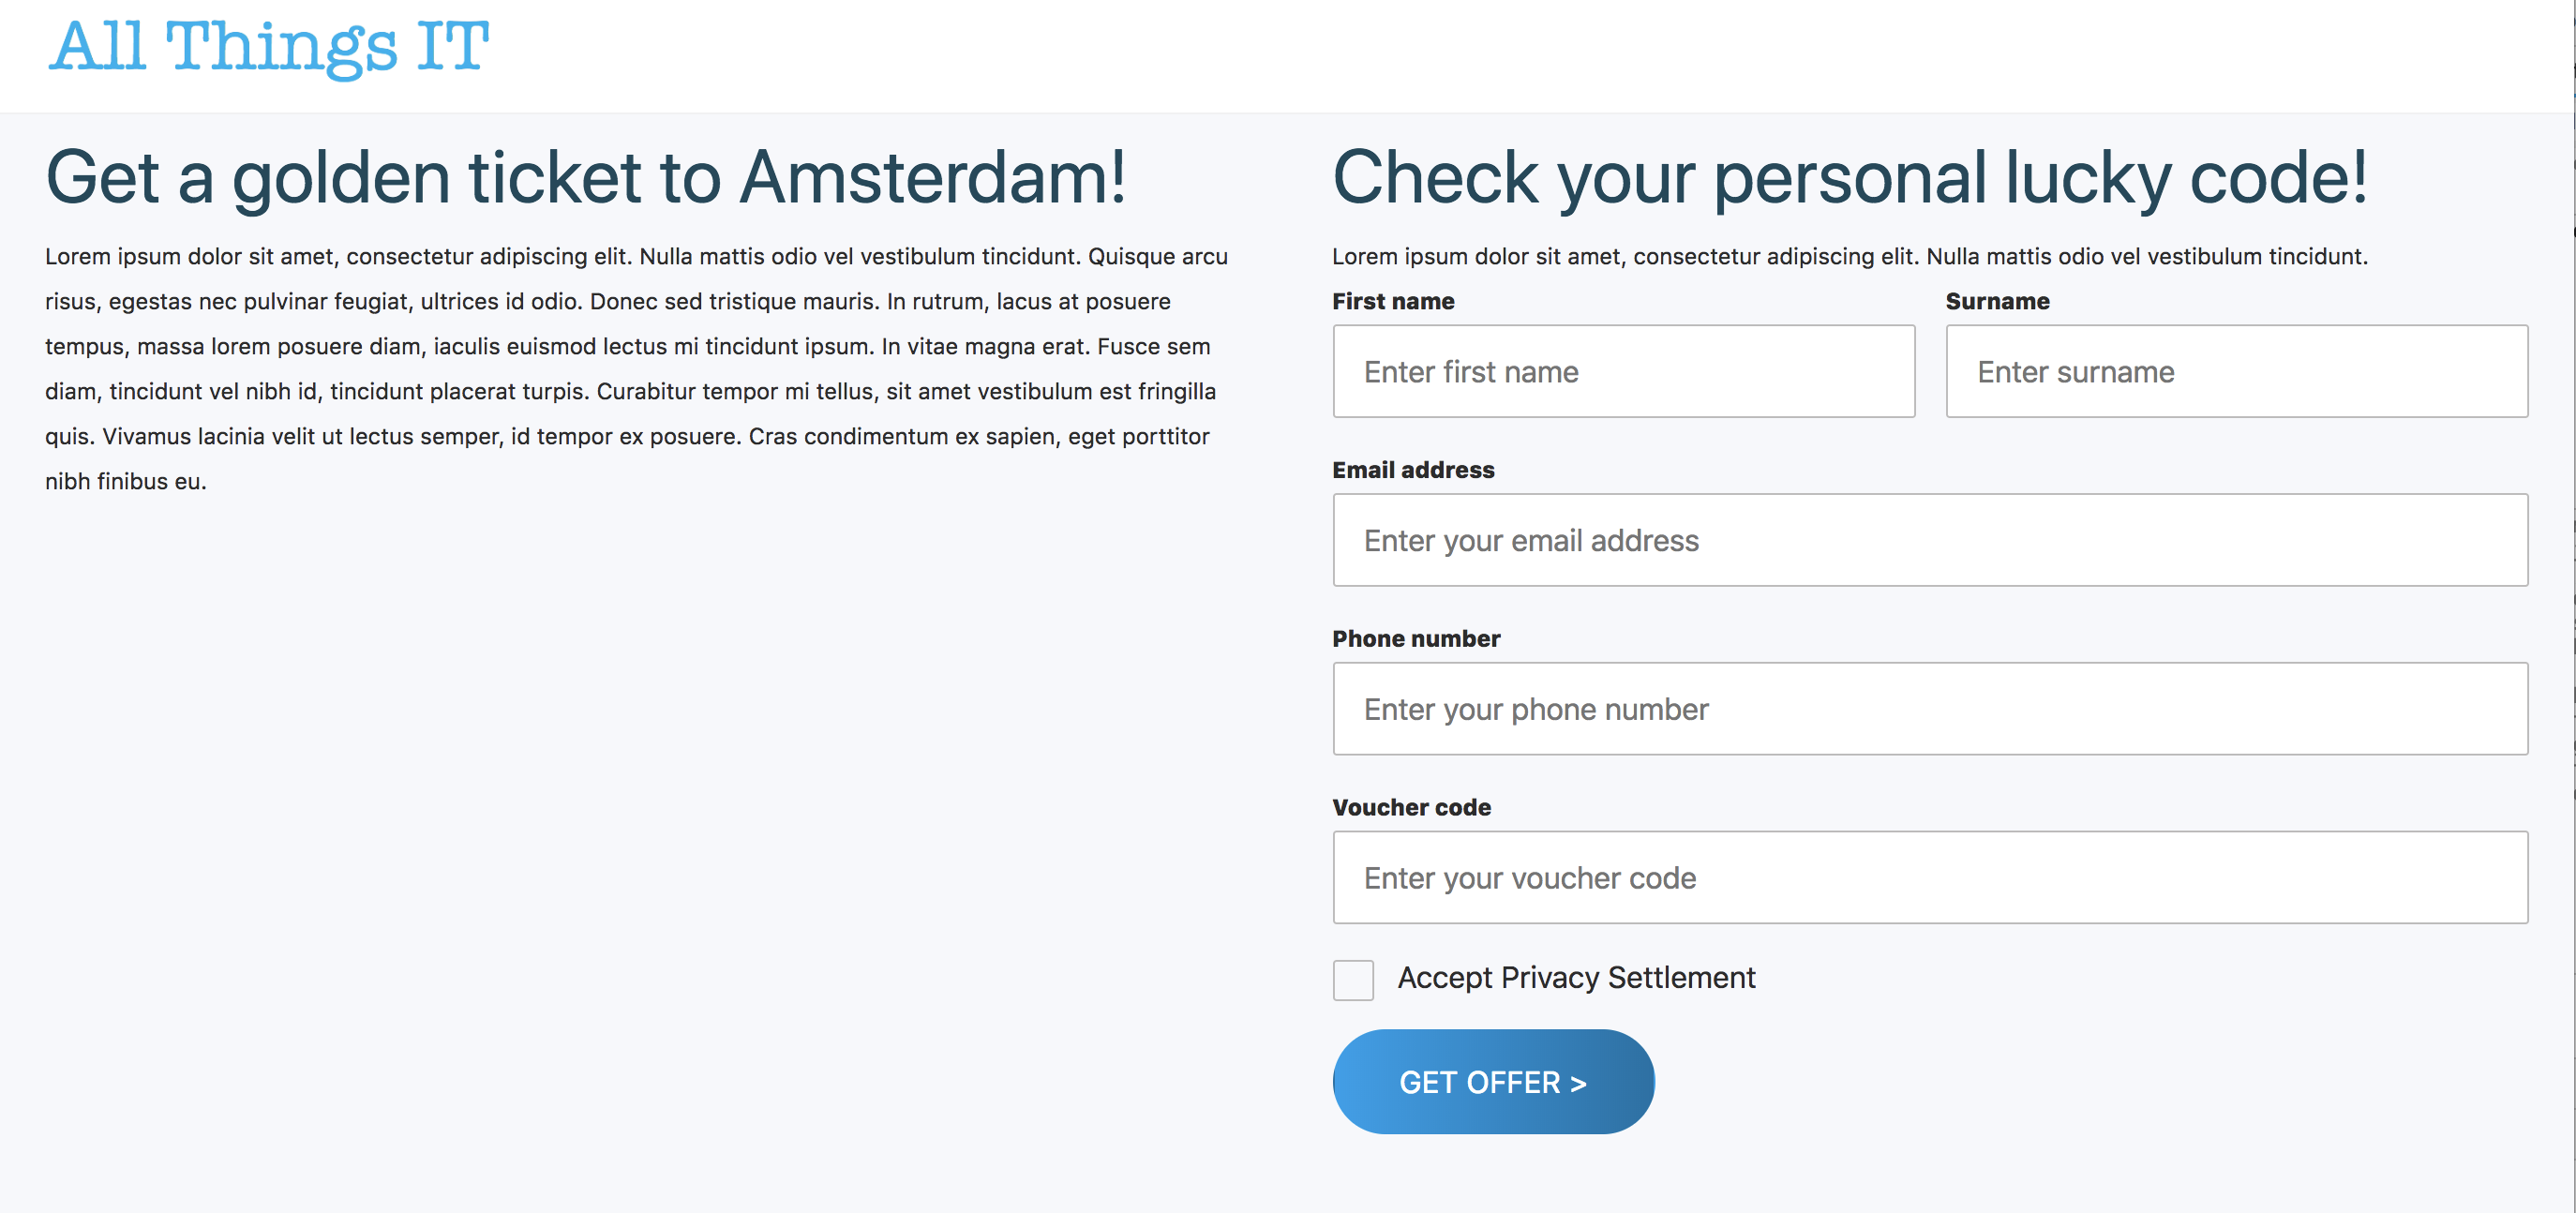 All Things IT
Get a golden ticket to Amsterdam!
Lorem ipsum dolor sit amet, consectetur adipiscing elit. Nulla mattis odio vel vestibulum tincidunt. Quisque arcu
risus, egestas nec pulvinar feugiat, ultrices id odio. Donec sed tristique mauris. In rutrum, lacus at posuere
tempus, massa lorem posuere diam, iaculis euismod lectus mi tincidunt ipsum. In vitae magna erat. Fusce sem
diam, tincidunt vel nibh id, tincidunt placerat turpis. Curabitur tempor mi tellus, sit amet vestibulum est fringilla
quis. Vivamus lacinia velit ut lectus semper, id tempor ex posuere. Cras condimentum ex sapien, eget porttitor
nibh finibus eu.
Check your personal lucky code!
Lorem ipsum dolor sit amet, consectetur adipiscing elit. Nulla mattis odio vel vestibulum tincidunt.
First name
Enter first name
Surname
Enter surname
Email address
Enter your email address
Phone number
Enter your phone number
Voucher code
Enter your voucher code
Accept Privacy Settlement
GET OFFER >